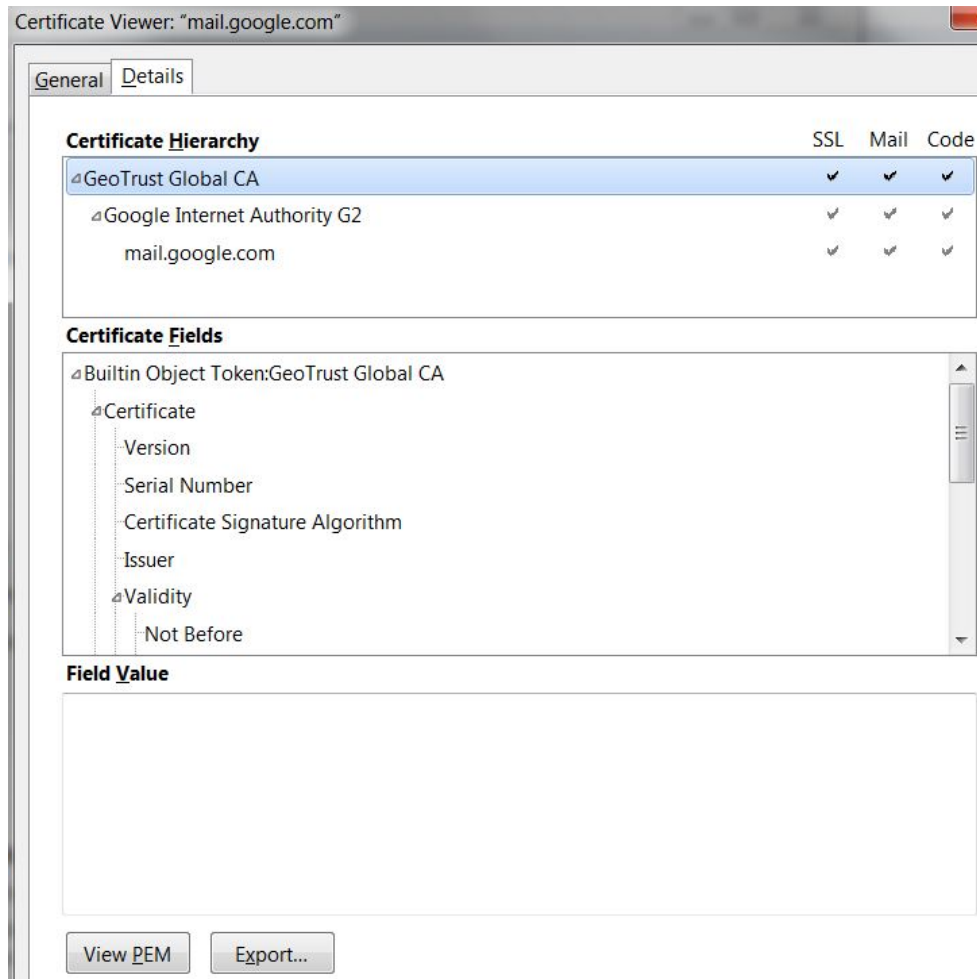 Certificate Viewer: “mail.google.com”
General Details
Certificate Hierarchy SSL Mail Code
GeoTrust Global CA
Google Internet Authority G2
mail.google.com
Certificate Fields
Builtin Object Token:GeoTrust Global CA
Certificate
Version
Serial Number
Certificate Signature Algorithm
Issuer
Validity
Not Before
Field Value
View PEM Export...